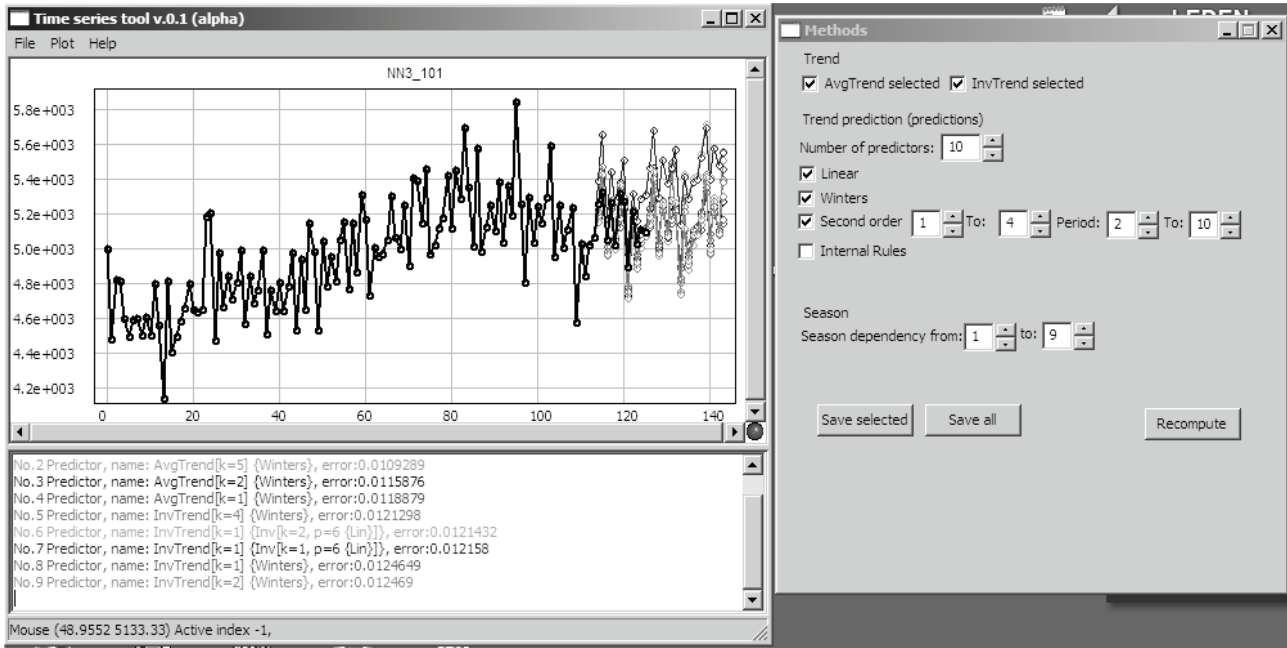 Time series tool v.0.1 (alpha)
File Plot Help
NN3_101
5.8e+003
5.6e+003
5.4e+003
5.2e+003
5.0e+003
4.8e+003
4.6e+003
4.4e+003
4.2e+003
0 20 40 60 80 100 120 140
No.2 Predictor, name: AvgTrend[k=5] {Winters}, error:0.0109289
No.3 Predictor, name: AvgTrend[k=2] {Winters}, error:0.0115876
No.4 Predictor, name: AvgTrend[k=1] {Winters}, error:0.0118879
No.5 Predictor, name: InvTrend[k=4] {Winters}, error:0.0121298
No.6 Predictor, name: InvTrend[k=1] {Inv[k=2, p=6 {Lin}]}, error:0.0121432
No.7 Predictor, name: InvTrend[k=1] {Inv[k=1, p=6 {Lin}]}, error:0.012158
No.8 Predictor, name: InvTrend[k=1] {Winters}, error:0.0124649
No.9 Predictor, name: InvTrend[k=2] {Winters}, error:0.012469
Mouse (48.9552 5133.33) Active index -1,
Methods
Trend
AvgTrend selected InvTrend selected
Trend prediction (predictions)
Number of predictors: 10
Linear
Winters
Second order 1 To: 4 Period: 2 To: 10
Internal Rules
Season
Season dependency from: 1 to: 9
Save selected Save all Recompute